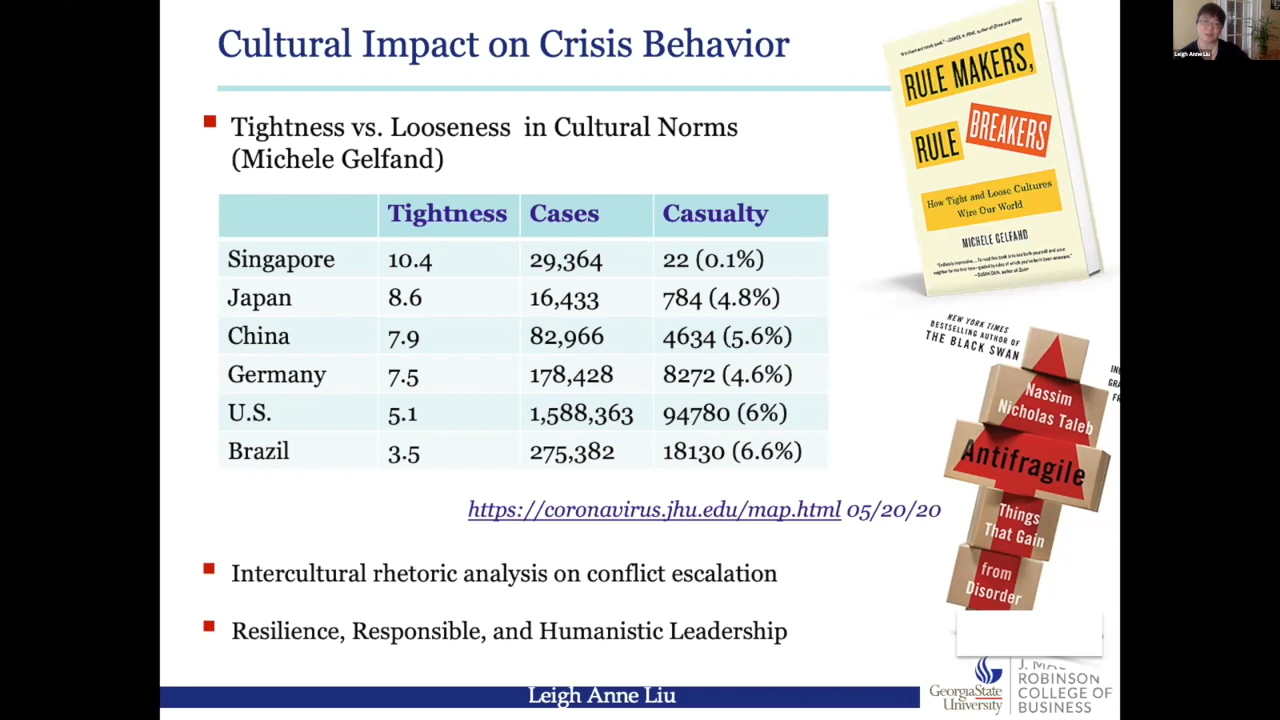 Cultural Impact on Crisis Behavior
Leigh Anne Liu
Tightness vs. Looseness in Cultural Norms
(Michele Gelfand)
Tightness Cases Casualty
Singapore 10.4 29,364 22 (0.1%)
Japan 8.6 16,433 784 (4.8%)
China 7.9 82,966 4634 (5.6%)
Germany 7.5 178,428 8272 (4.6%)
U.S. 5.1 1,588,363 94780 (6%)
Brazil 3.5 275,382 18130 (6.6%)
https://coronavirus.jhu.edu/map.html 05/20/20
Intercultural rhetoric analysis on conflict escalation
Resilience, Responsible, and Humanistic Leadership
RULE MAKERS,
RULE BREAKERS
How Tight and Loose Cultures
Wire Our World
MICHELE GELFAND
NEW YORK TIMES
BESTSELLING AUTHOR OF
THE BLACK SWAN
Nassim
Nicholas Taleb
Antifragile
Things
That Gain
from
Disorder
Leigh Anne Liu
GeorgiaState
University
ROBINSON
COLLEGE OF
BUSINESS